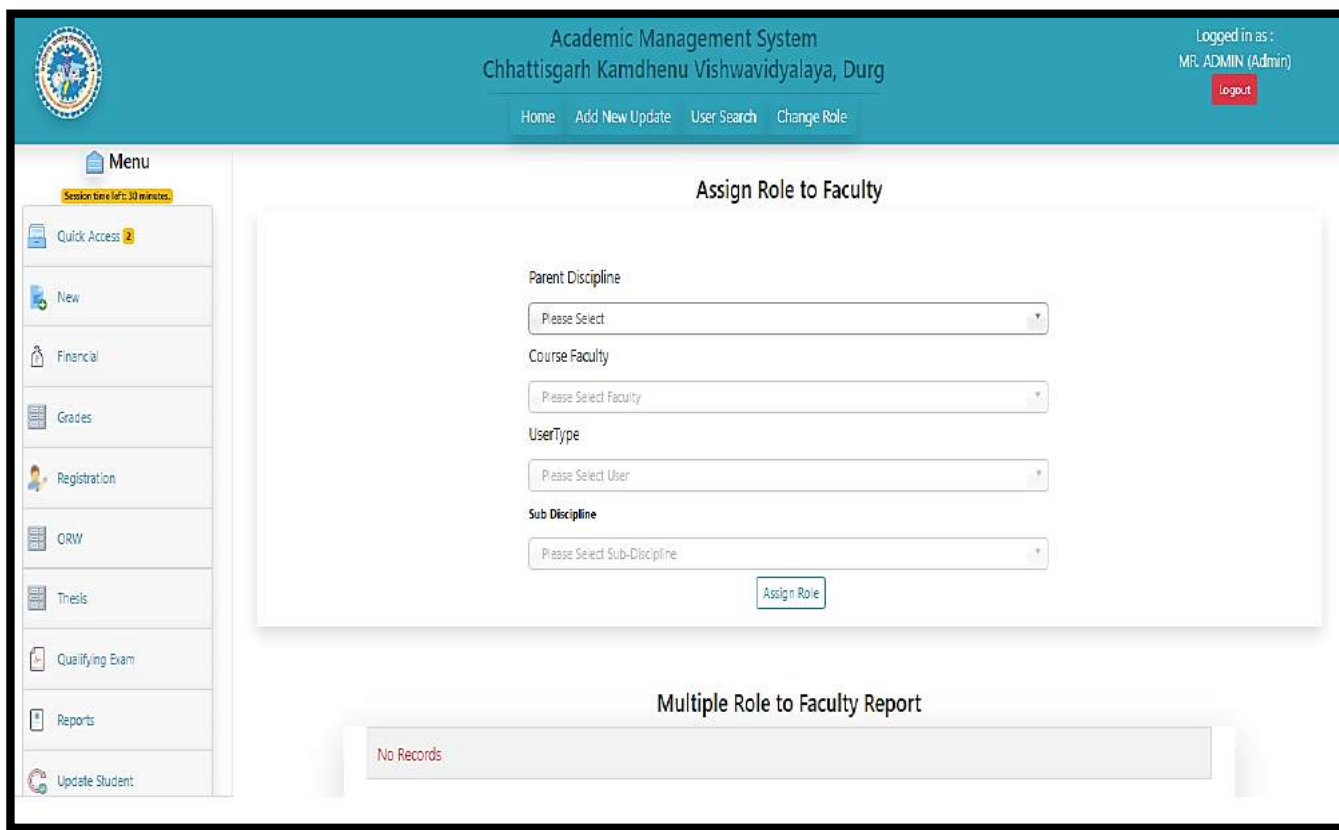 Academic Management System
Chhattisgarh Kamdhenu Vishwavidyalaya, Durg
Home Add New Update User Search Change Role
Logged in as :
MR. ADMIN (Admin)
Logout
Menu
Session time left: 30 minutes.
Quick Access 2
New
Financial
Grades
Registration
ORW
Thesis
Qualifying Exam
Reports
Update Student
Assign Role to Faculty
Parent Discipline
Please Select
Course Faculty
Please Select Faculty
UserType
Please Select User
Sub Discipline
Please Select Sub-Discipline
Assign Role
Multiple Role to Faculty Report
No Records